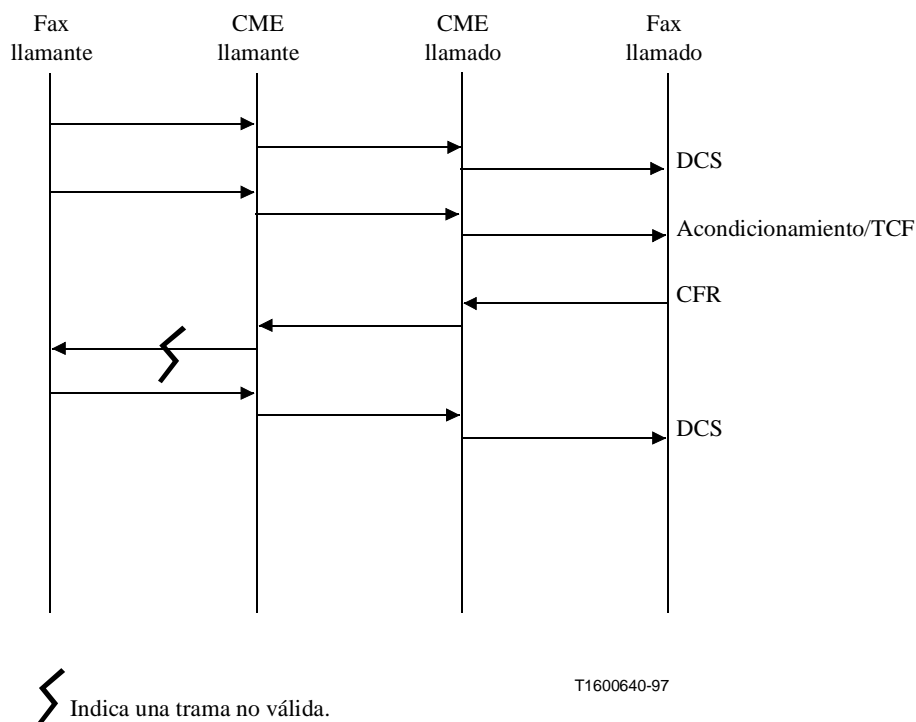 Fax
llamante
CME
llamante
CME
llamado
Fax
llamado
DCS
Acondicionamiento/TCF
CFR
DCS
T1600640-97
Indica una trama no válida.